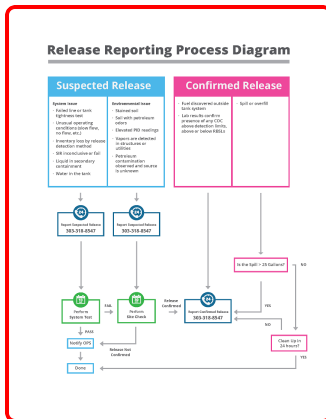 Release Reporting Process Diagram
Suspected Release
Confirmed Release
System Issue
• Failed line or tank
tightness test
• Unusual operating
conditions (slow flow,
no flow, etc.)
• Inventory loss by release
detection method
• SIR inconclusive or fail
• Liquid in secondary
containment
• Water in the tank
Environmental Issue
• Stained soil
• Soil with petroleum
odors
• Elevated PID readings
• Vapors are detected
in structures or
utilities
• Petroleum
contamination
observed and source
is unknown
• Fuel discovered outside
tank system
• Lab results confirm
presence of any COC
above detection limits,
above or below RBSLs
• Spill or overfill
24
Report Suspected Release
303-318-8547
24
Report Suspected Release
303-318-8547
Is the Spill > 25 Gallons?
NO
YES
Perform
System Test
FAIL
Perform
Site Check
Release
Confirmed
24
Report Confirmed Release
303-318-8547
PASS
Notify OPS
Release Not
Confirmed
NO
Clean Up in
24 hours?
YES
Done